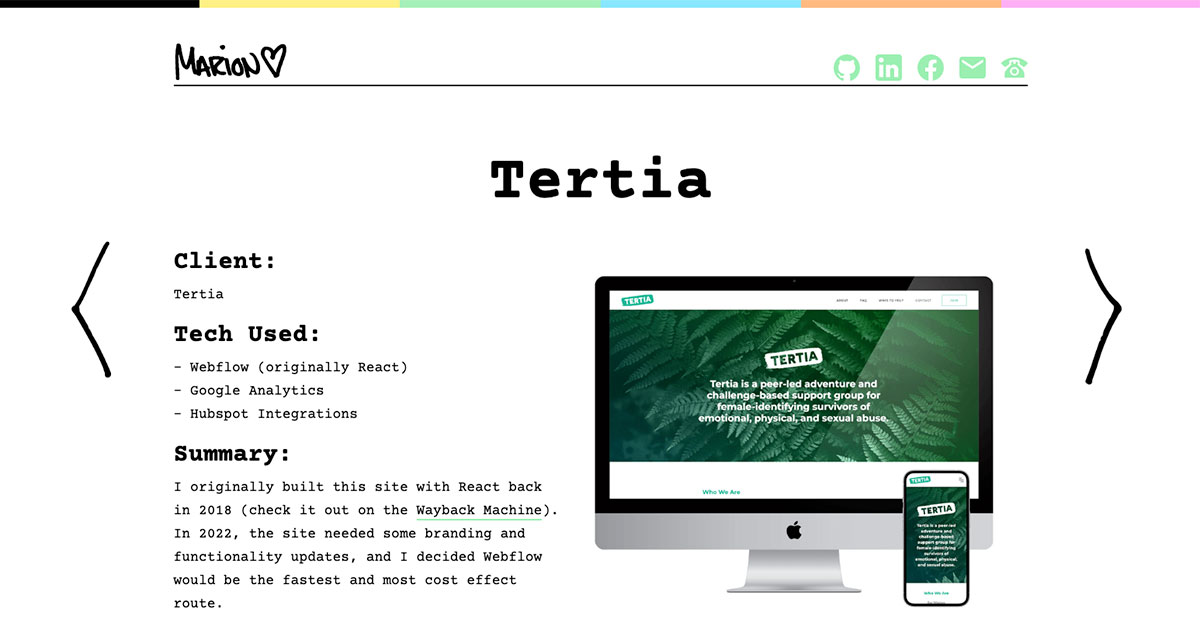 MARION
Tertia
Client:
Tertia
Tech Used:
- Webflow (originally React)
- Google Analytics
- Hubspot Integrations
Summary:
I originally built this site with React back
in 2018 (check it out on the Wayback Machine).
In 2022, the site needed some branding and
functionality updates, and I decided Webflow
would be the fastest and most cost effect
route.
TERTIA
ABOUT FAQ WAYS TO HELP CONTACT
TERTIA
Tertia is a peer-led adventure and
challenge-based support group for
female-identifying survivors of
emotional, physical, and sexual abuse.
Who We Are
TERTIA
TERTIA
Tertia is a peer-led
adventure and
challenge-based
support group for
female-identifying
survivors of
emotional, physical,
and sexual abuse.
Who We Are